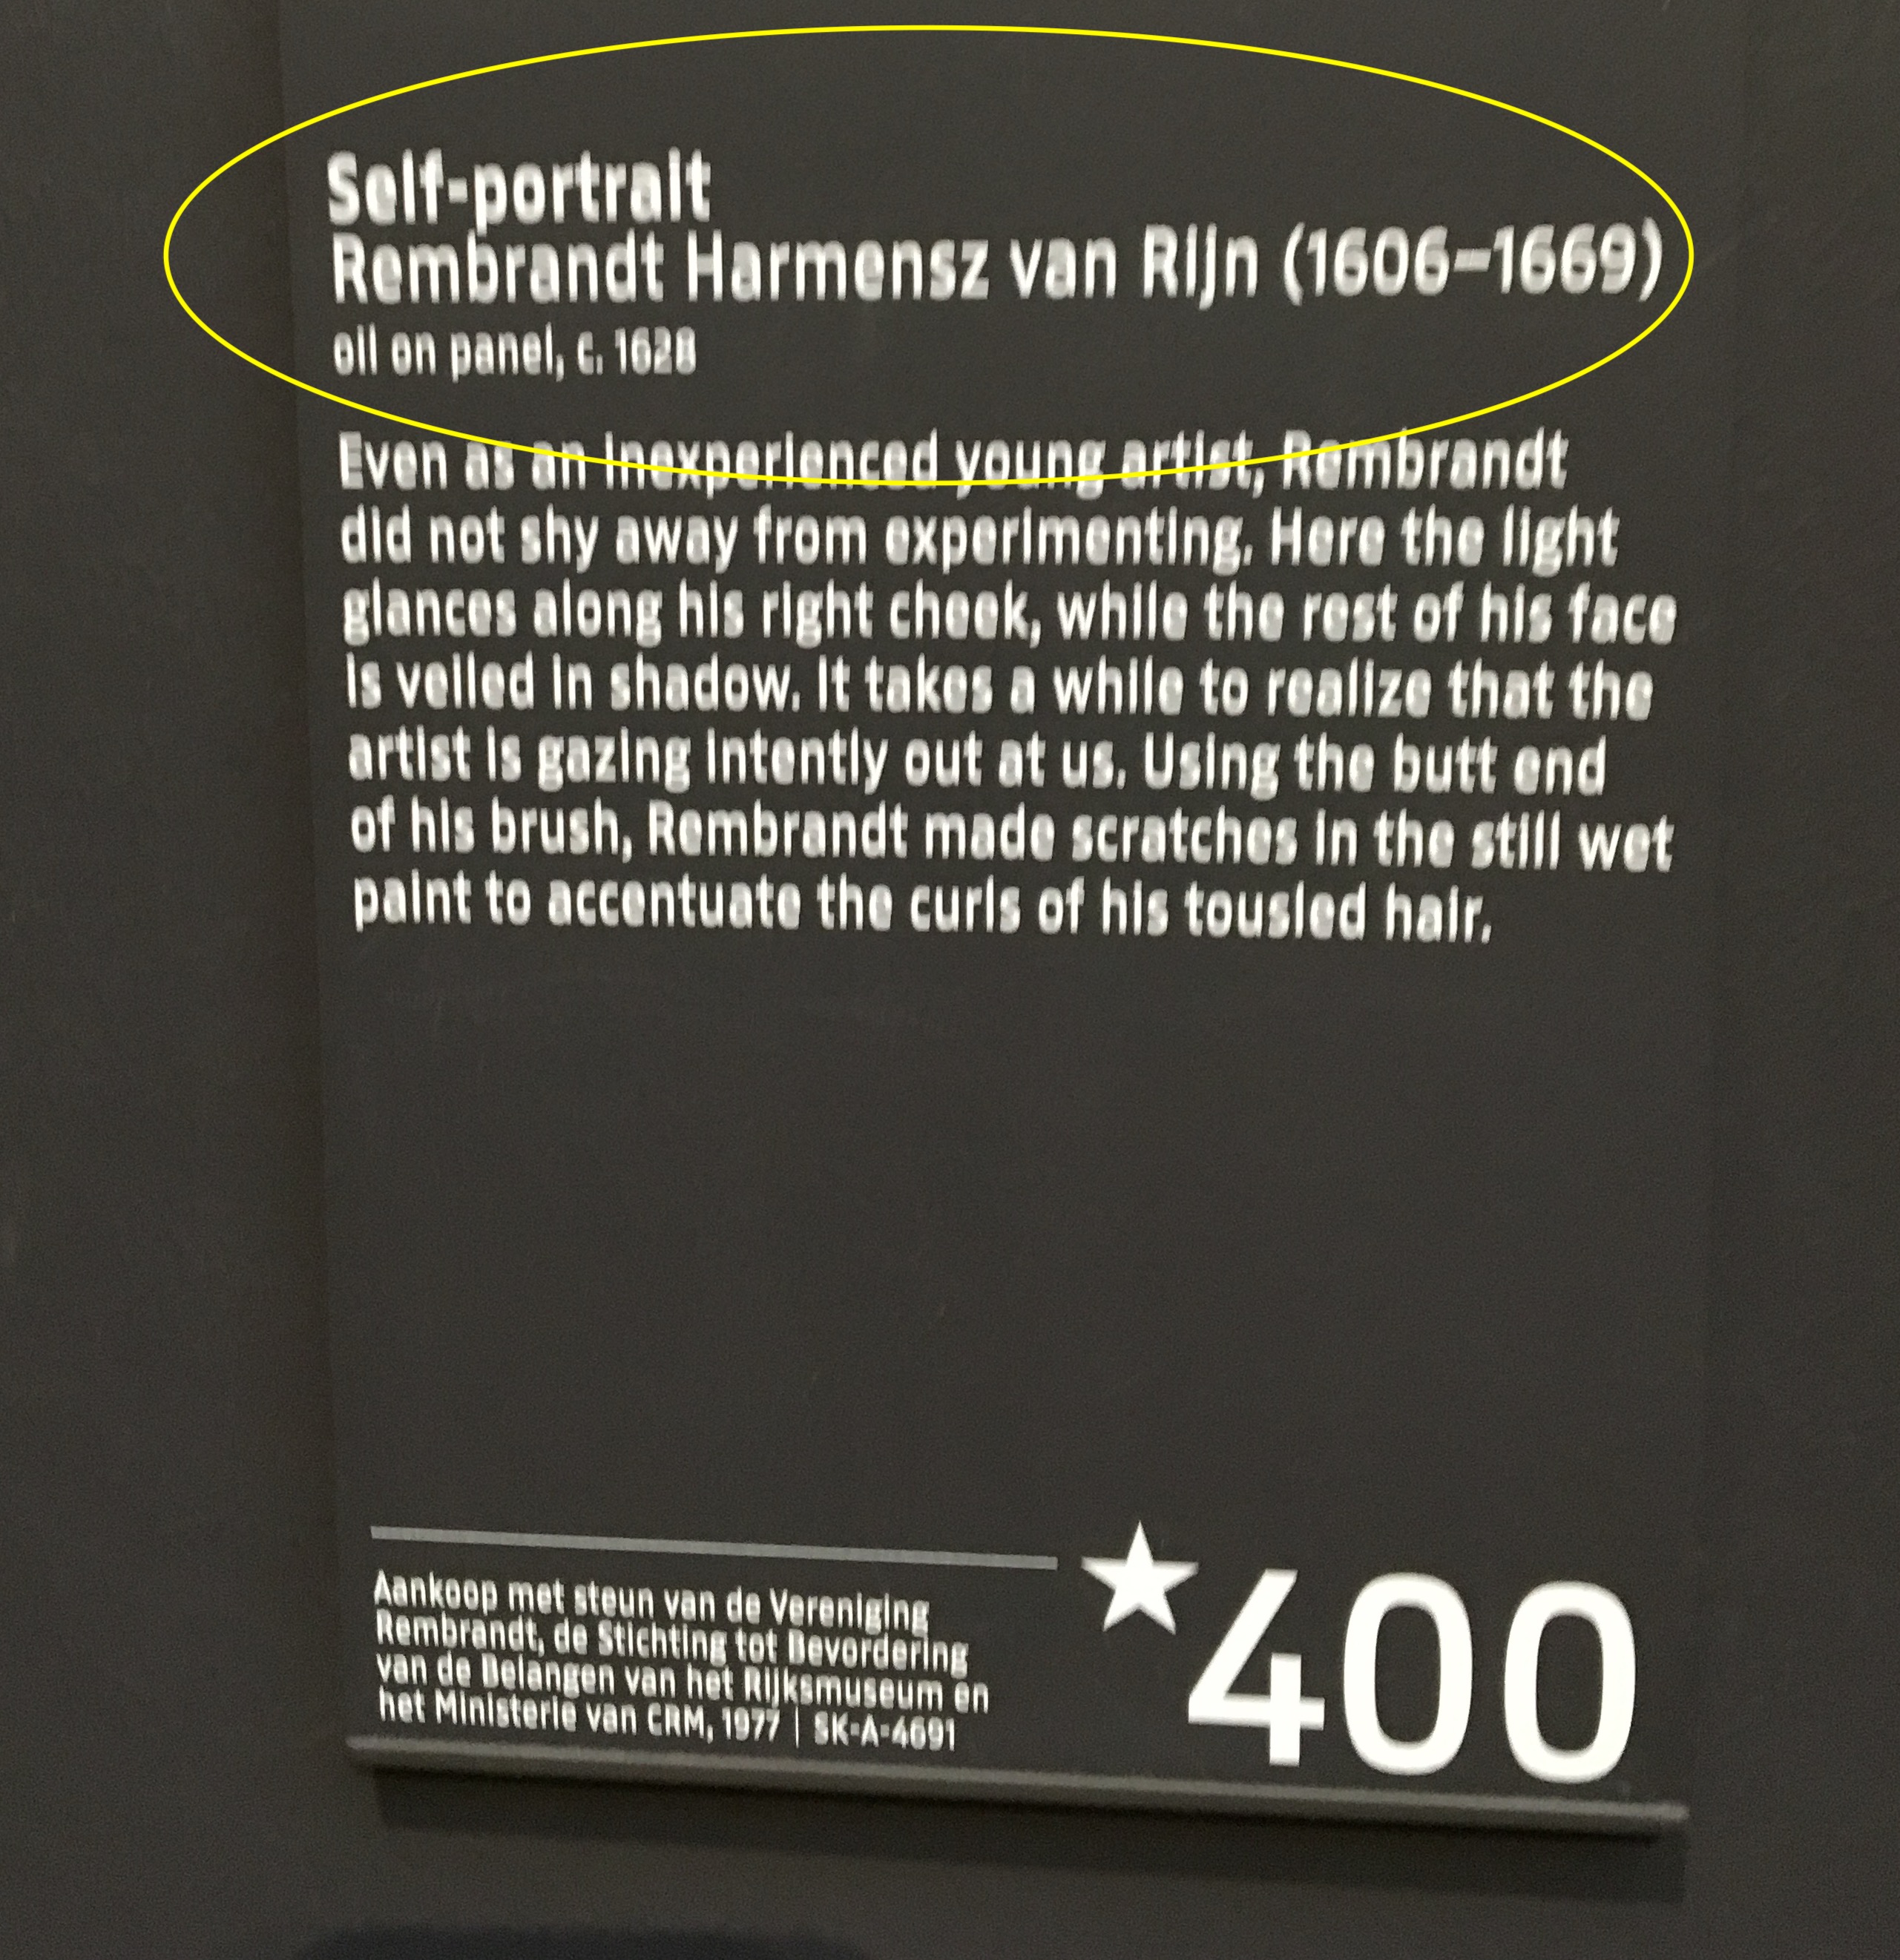 Self-portrait
Rembrandt Harmensz van Rijn (1606–1669)
oil on panel, c. 1628
Even as an inexperienced young artist, Rembrandt
did not shy away from experimenting. Here the light
glances along his right cheek, while the rest of his face
is veiled in shadow. It takes a while to realize that the
artist is gazing intently out at us. Using the butt end
of his brush, Rembrandt made scratches in the still wet
paint to accentuate the curls of his tousled hair.
Aankoop met steun van de Vereniging
Rembrandt, de Stichting tot Bevordering
van de Belangen van het Rijksmuseum en
het Ministerie van CRM, 1977 | SK-A-4691
★400